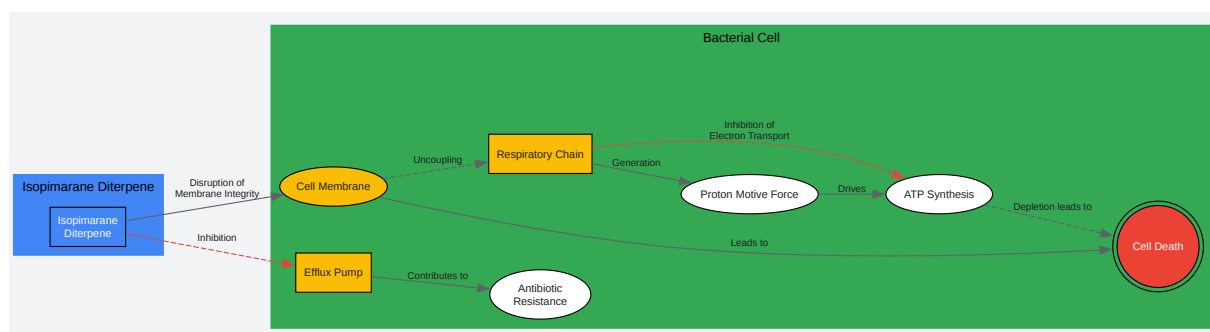 Bacterial Cell
Isopimarane Diterpene
Isopimarane
Diterpene
Disruption of
Membrane Integrity
Inhibition
Cell Membrane
Uncoupling
Respiratory Chain
Inhibition of
Electron Transport
Generation
Proton Motive Force
Drives
ATP Synthesis
Depletion leads to
Leads to
Cell Death
Efflux Pump
Contributes to
Antibiotic
Resistance